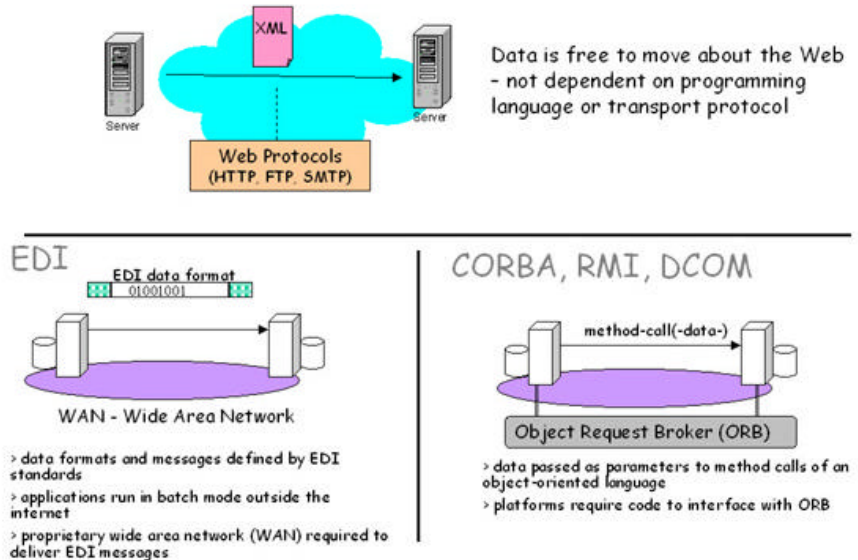 XML
Data is free to move about the Web
- not dependent on programming
language or transport protocol
Server
Server
Web Protocols
(HTTP, FTP, SMTP)
EDI
EDI data format
01001001
WAN - Wide Area Network
> data formats and messages defined by EDI
standards
> applications run in batch mode outside the
internet
> proprietary wide area network (WAN) required to
deliver EDI messages
CORBA, RMI, DCOM
method-call(-data-)
Object Request Broker (ORB)
> data passed as parameters to method calls of an
object-oriented language
> platforms require code to interface with ORB